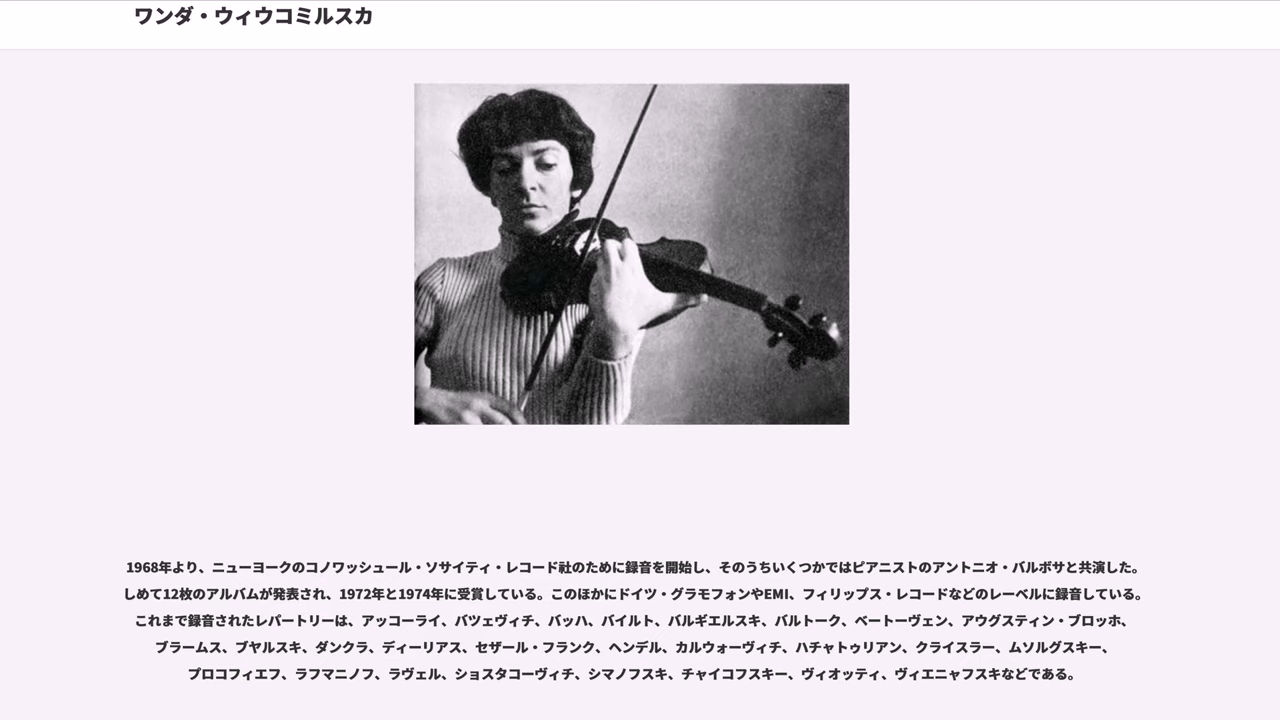 ワンダ・ウィウコミルスカ
1968年より、ニューヨークのコノワッシュール・ソサイティ・レコード社のために録音を開始し、そのうちいくつかではピアニストのアントニオ・バルボサと共演した。
しめて12枚のアルバムが発表され、1972年と1974年に受賞している。このほかにドイツ・グラモフォンやEMI、フィリップス・レコードなどのレーベルに録音している。
これまで録音されたレパートリーは、アッコーライ、バツェヴィチ、バッハ、バイルト、バルギエルスキ、バルトーク、ベートーヴェン、アウグスティン・ブロッホ、
ブラームス、ブヤルスキ、ダンクラ、ディーリアス、セザール・フランク、ヘンデル、カルウォーヴィチ、ハチャトゥリアン、クライスラー、ムソルグスキー、
プロコフィエフ、ラフマニノフ、ラヴェル、ショスタコーヴィチ、シマノフスキ、チャイコフスキー、ヴィオッティ、ヴィエニャフスキなどである。